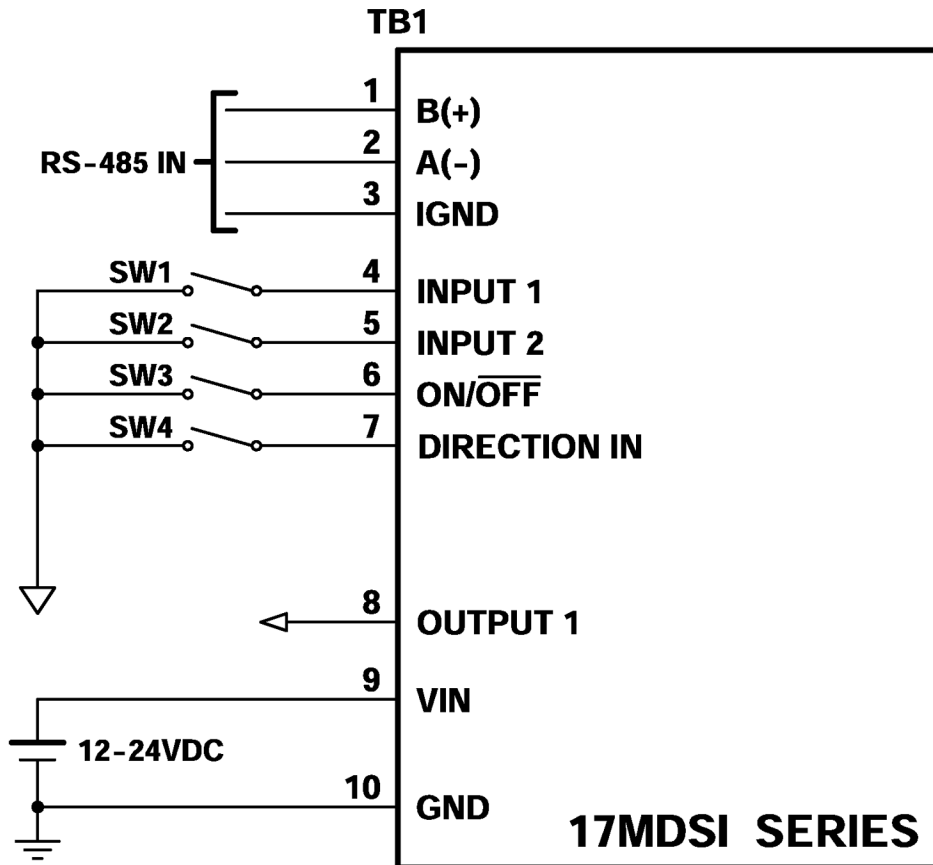 TB1
1 B(+)
RS-485 IN
2 A(-)
3 IGND
SW1 4 INPUT 1
SW2 5 INPUT 2
SW3 6 ON/OFF
SW4 7 DIRECTION IN
8 OUTPUT 1
9 VIN
12-24VDC
10 GND
17MDSI SERIES